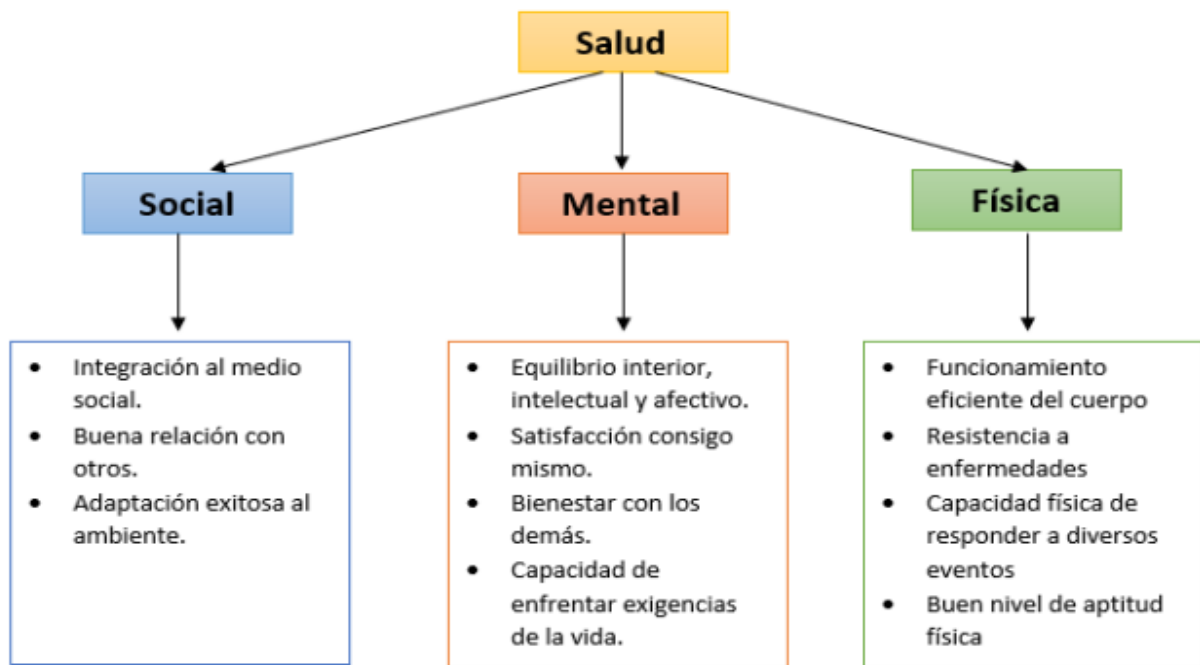 Salud
Social
Mental
Física
• Integración al medio
social.
• Buena relación con
otros.
• Adaptación exitosa al
ambiente.
• Equilibrio interior,
intelectual y afectivo.
• Satisfacción consigo
mismo.
• Bienestar con los
demás.
• Capacidad de
enfrentar exigencias
de la vida.
• Funcionamiento
eficiente del cuerpo
• Resistencia a
enfermedades
• Capacidad física de
responder a diversos
eventos
• Buen nivel de aptitud
física